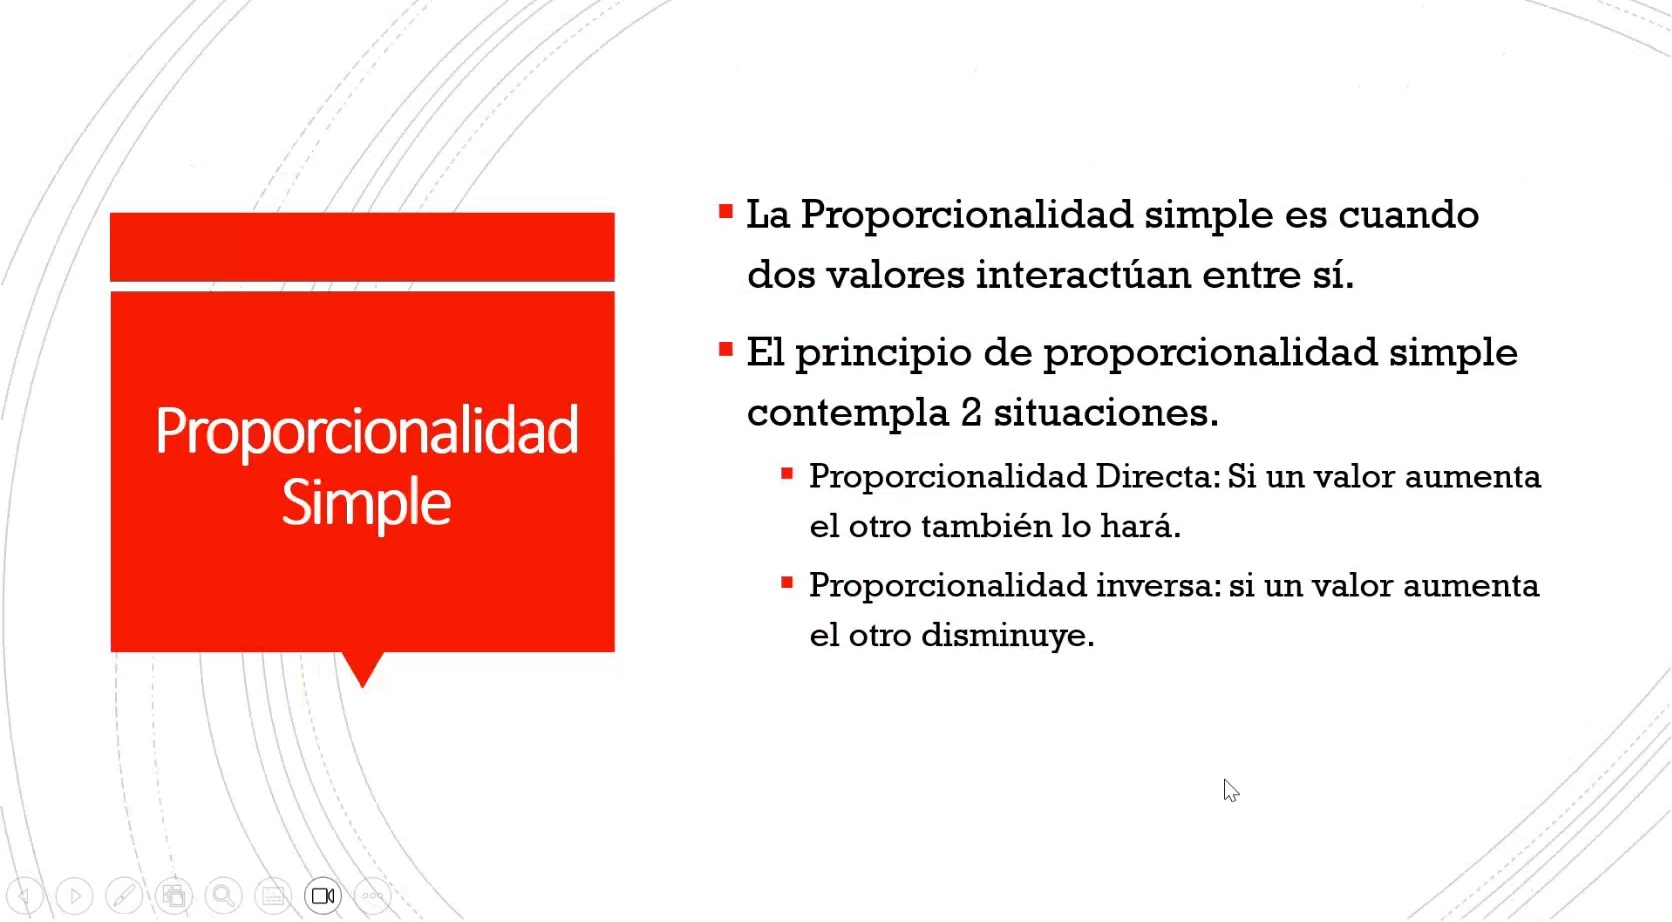 Proporcionalidad
Simple
La Proporcionalidad simple es cuando
dos valores interactúan entre sí.
El principio de proporcionalidad simple
contempla 2 situaciones.
Proporcionalidad Directa: Si un valor aumenta
el otro también lo hará.
Proporcionalidad inversa: si un valor aumenta
el otro disminuye.